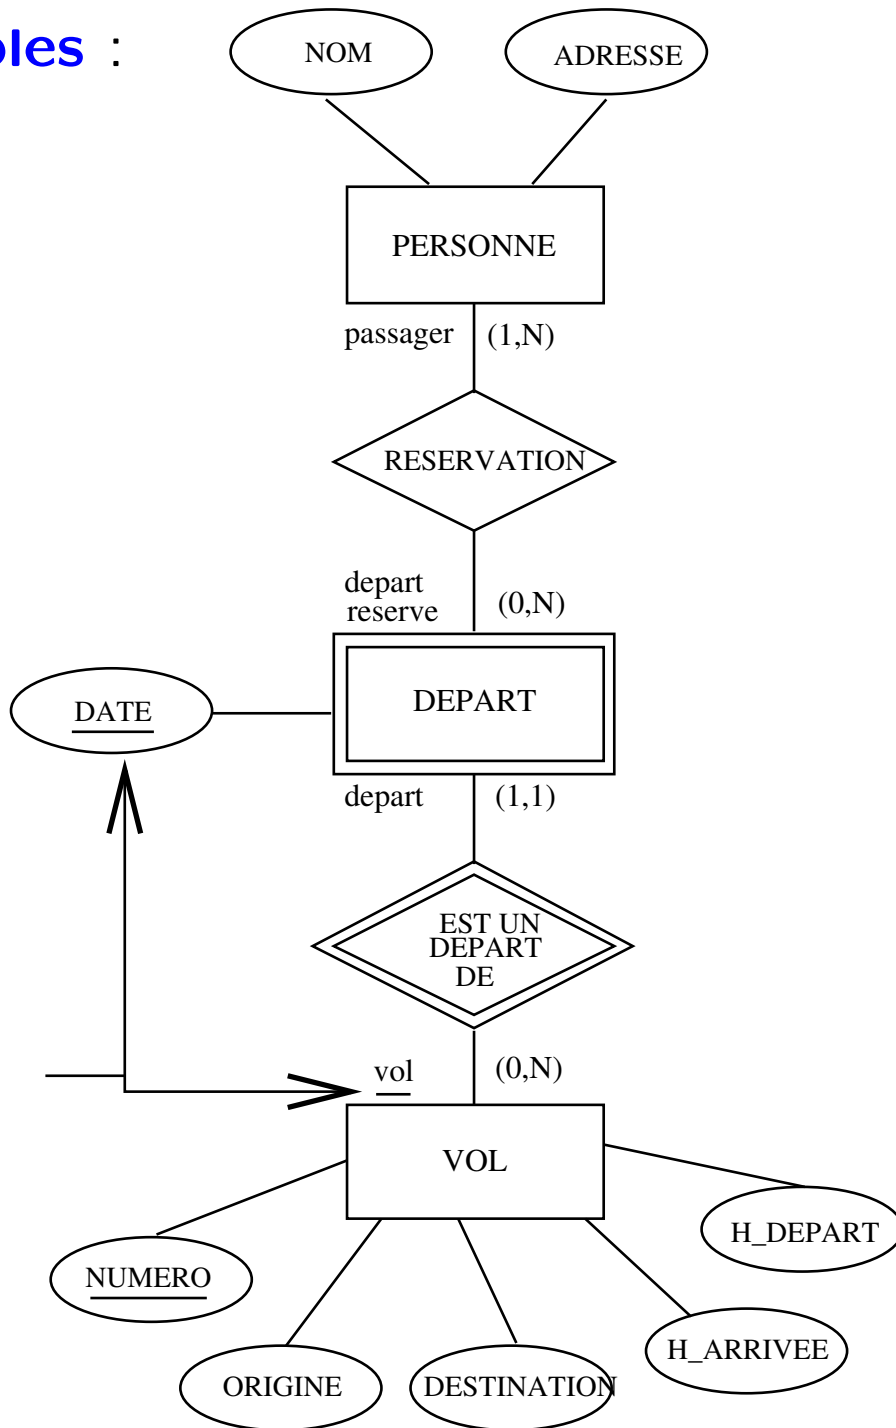 oles :
NOM
ADRESSE
PERSONNE
passager
(1,N)
RESERVATION
depart
reserve
(0,N)
DATE
DEPART
depart
(1,1)
EST UN
DEPART
DE
vol
(0,N)
VOL
H_DEPART
NUMERO
H_ARRIVEE
ORIGINE
DESTINATION